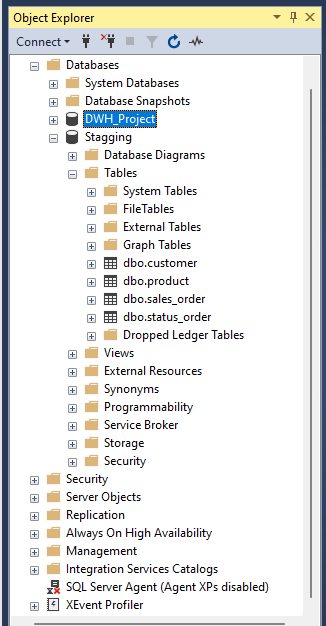 Object Explorer
Connect
Databases
System Databases
Database Snapshots
DWH_Project
Stagging
Database Diagrams
Tables
System Tables
FileTables
External Tables
Graph Tables
dbo.customer
dbo.product
dbo.sales_order
dbo.status_order
Dropped Ledger Tables
Views
External Resources
Synonyms
Programmability
Service Broker
Storage
Security
Security
Server Objects
Replication
Always On High Availability
Management
Integration Services Catalogs
SQL Server Agent (Agent XPs disabled)
XEvent Profiler